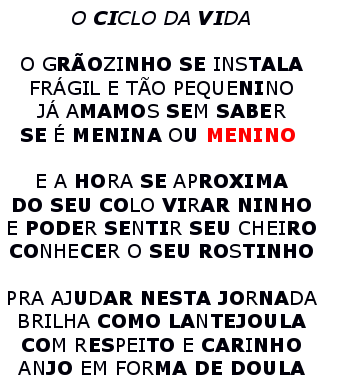 O CICLO DA VIDA
O GRÃOZINHO SE INSTALA
FRÁGIL E TÃO PEQUENINO
JÁ AMAMOS SEM SABER
SE É MENINA OU MENINO
E A HORA SE APROXIMA
DO SEU COLO VIRAR NINHO
E PODER SENTIR SEU CHEIRO
CONHECER O SEU ROSTINHO
PRA AJUDAR NESTA JORNADA
BRILHA COMO LANTEJOULA
COM RESPEITO E CARINHO
ANJO EM FORMA DE DOULA